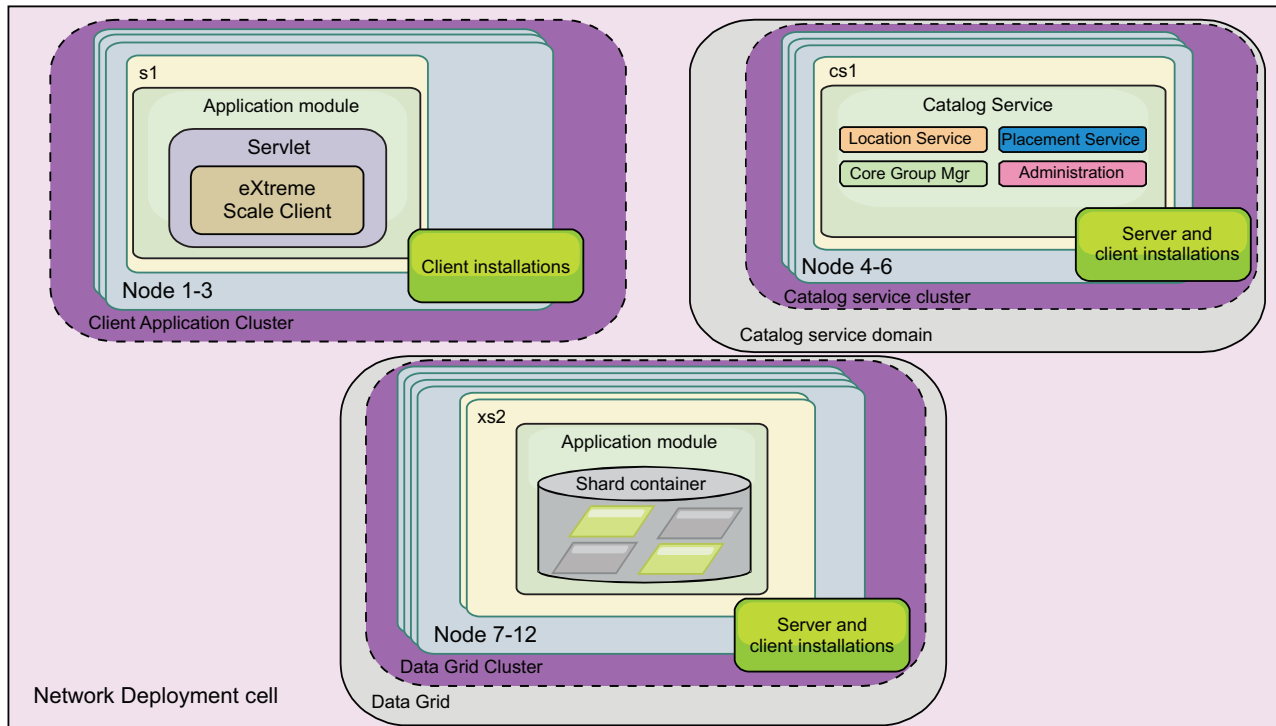 s1
Application module
Servlet
eXtreme
Scale Client
Client installations
Node 1-3
Client Application Cluster
cs1
Catalog Service
Location Service
Placement Service
Core Group Mgr
Administration
Server and
client installations
Node 4-6
Catalog service cluster
Catalog service domain
xs2
Application module
Shard container
Server and
client installations
Node 7-12
Data Grid Cluster
Data Grid
Network Deployment cell